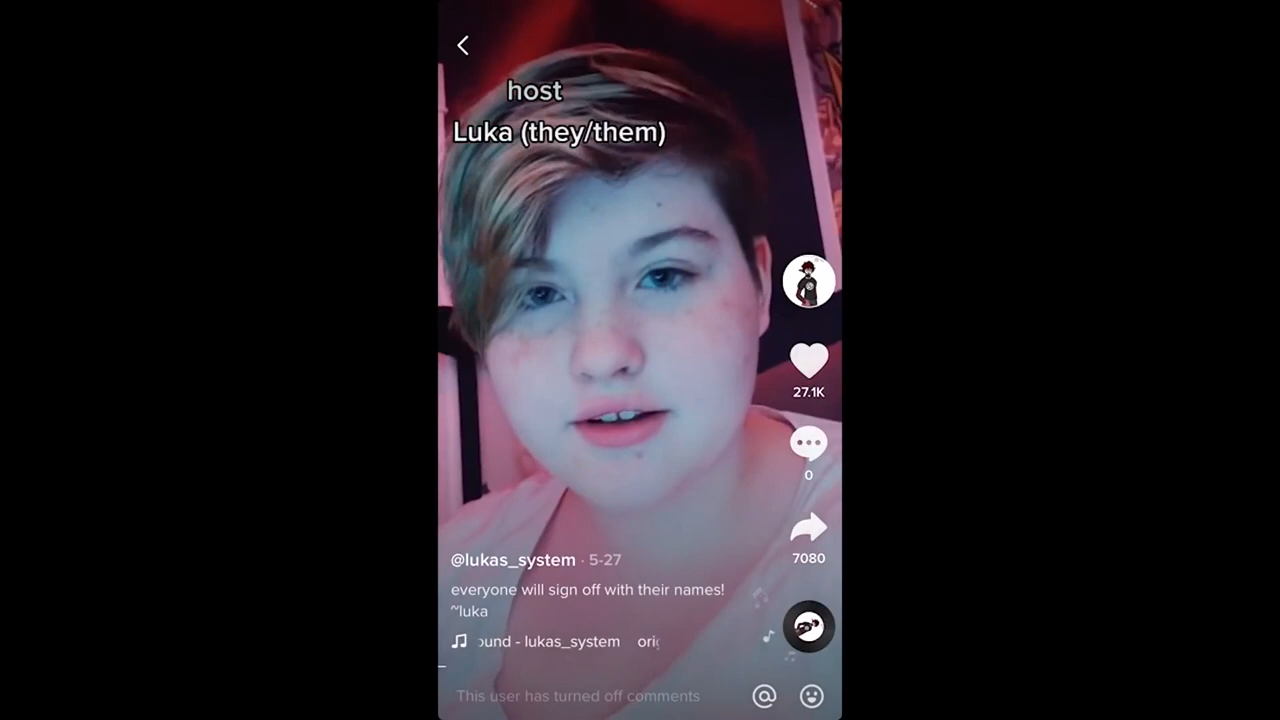 host
Luka (they/them)
27.1K
0
7080
@lukas_system · 5-27
everyone will sign off with their names!
~luka
ound - lukas_system ori
This user has turned off comments